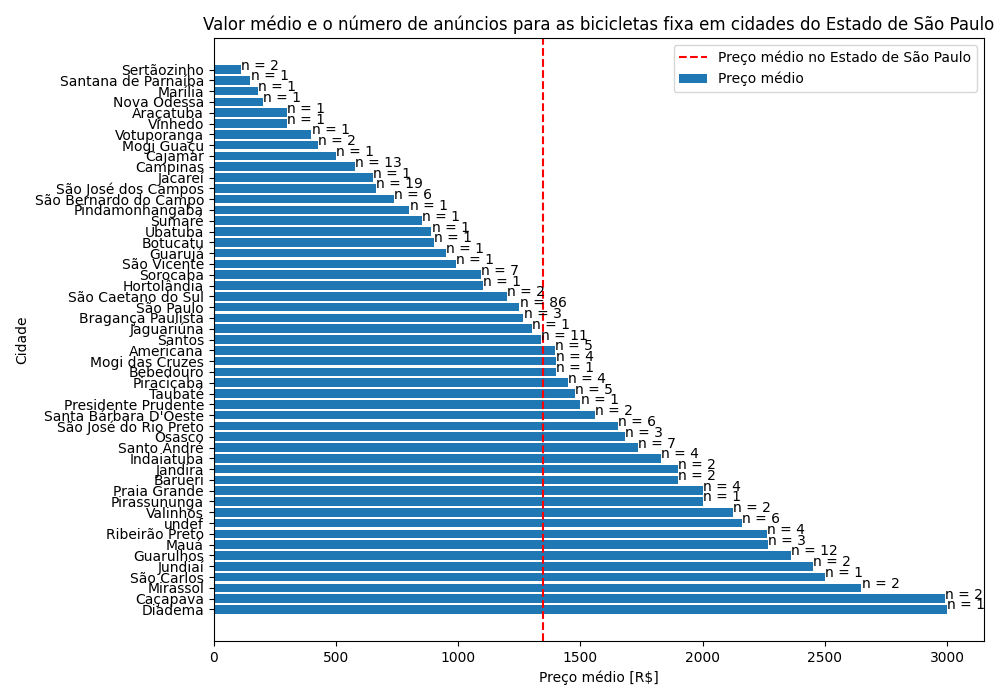 Valor médio e o número de anúncios para as bicicletas fixa em cidades do Estado de São Paulo
Preço médio no Estado de São Paulo
Preço médio
Sertãozinho n = 2
Santana de Parnaíba n = 1
Marília n = 1
Nova Odessa n = 1
Araçatuba n = 1
Vinhedo n = 1
Votuporanga n = 1
Mogi Guaçu n = 2
Cajamar n = 1
Campinas n = 13
Jacareí n = 1
São José dos Campos n = 19
São Bernardo do Campo n = 6
Pindamonhangaba n = 1
Sumaré n = 1
Ubatuba n = 1
Botucatu n = 1
Guarujá n = 1
São Vicente n = 1
Sorocaba n = 7
Hortolândia n = 1
São Caetano do Sul n = 2
São Paulo n = 86
Bragança Paulista n = 3
Jaguariúna n = 1
Santos n = 11
Americana n = 5
Mogi das Cruzes n = 4
Bebedouro n = 1
Piracicaba n = 4
Taubaté n = 5
Presidente Prudente n = 1
Santa Bárbara D'Oeste n = 2
São José do Rio Preto n = 6
Osasco n = 3
Santo André n = 7
Indaiatuba n = 4
Jandira n = 2
Barueri n = 2
Praia Grande n = 4
Pirassununga n = 1
Valinhos n = 2
undef n = 6
Ribeirão Preto n = 4
Mauá n = 3
Guarulhos n = 12
Jundiaí n = 2
São Carlos n = 1
Mirassol n = 2
Caçapava n = 2
Diadema n = 1
Cidade
0 500 1000 1500 2000 2500 3000
Preço médio [R$]